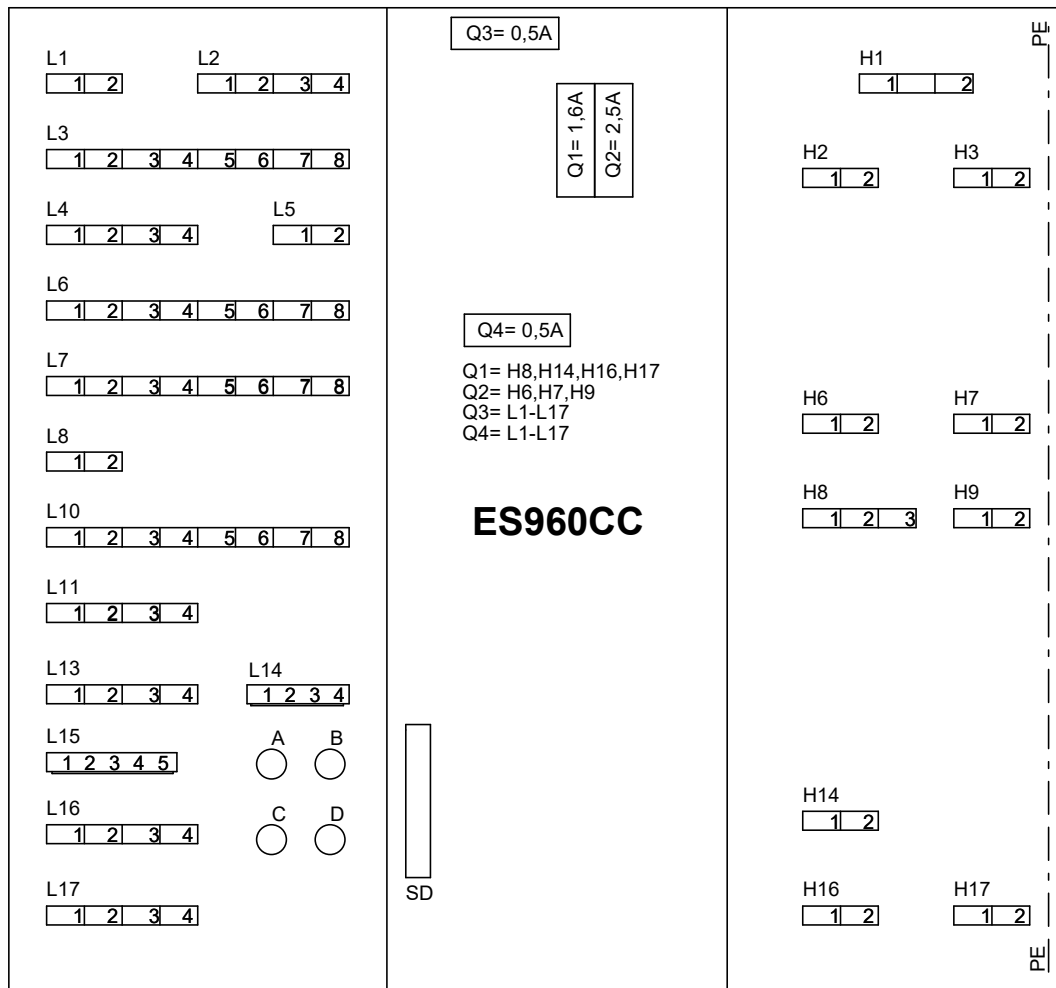 Q3= 0,5A
PE
L1
1 2
L2
1 2 3 4
H1
1 2
Q1= 1,6A
Q2= 2,5A
L3
1 2 3 4 5 6 7 8
H2
1 2
H3
1 2
L4
1 2 3 4
L5
1 2
L6
1 2 3 4 5 6 7 8
Q4= 0,5A
L7
1 2 3 4 5 6 7 8
Q1= H8,H14,H16,H17
Q2= H6,H7,H9
Q3= L1-L17
Q4= L1-L17
H6
1 2
H7
1 2
L8
1 2
H8
1 2 3
H9
1 2
L10
1 2 3 4 5 6 7 8
ES960CC
L11
1 2 3 4
L13
1 2 3 4
L14
1 2 3 4
L15
1 2 3 4 5
A B
C D
L16
1 2 3 4
H14
1 2
SD
L17
1 2 3 4
H16
1 2
H17
1 2
PE